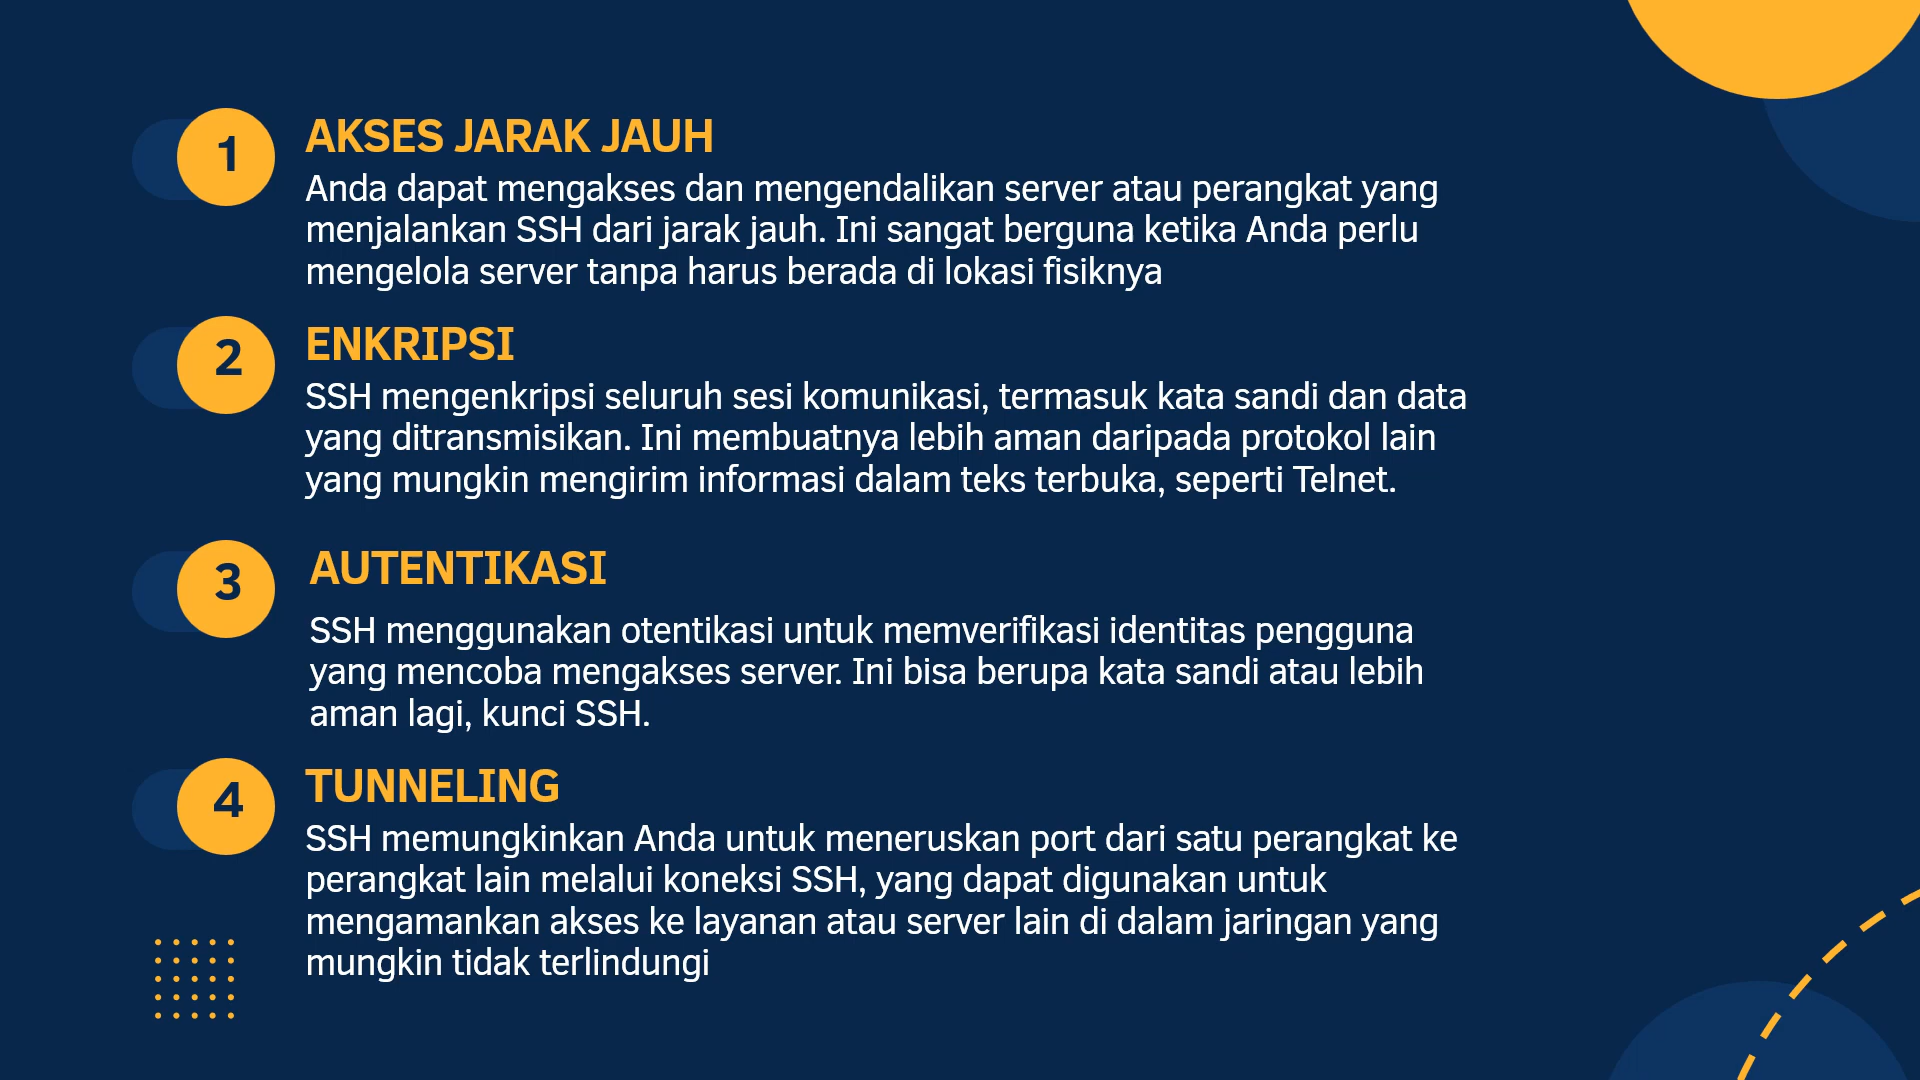 1
AKSES JARAK JAUH
Anda dapat mengakses dan mengendalikan server atau perangkat yang
menjalankan SSH dari jarak jauh. Ini sangat berguna ketika Anda perlu
mengelola server tanpa harus berada di lokasi fisiknya
2
ENKRIPSI
SSH mengenkripsi seluruh sesi komunikasi, termasuk kata sandi dan data
yang ditransmisikan. Ini membuatnya lebih aman daripada protokol lain
yang mungkin mengirim informasi dalam teks terbuka, seperti Telnet.
3
AUTENTIKASI
SSH menggunakan otentikasi untuk memverifikasi identitas pengguna
yang mencoba mengakses server. Ini bisa berupa kata sandi atau lebih
aman lagi, kunci SSH.
4
TUNNELING
SSH memungkinkan Anda untuk meneruskan port dari satu perangkat ke
perangkat lain melalui koneksi SSH, yang dapat digunakan untuk
mengamankan akses ke layanan atau server lain di dalam jaringan yang
mungkin tidak terlindungi